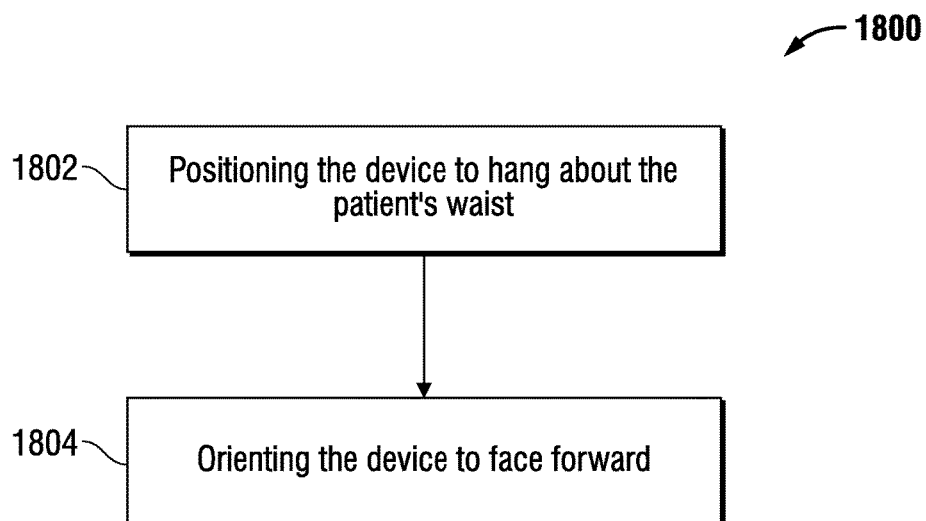 1800
1802
Positioning the device to hang about the
patient's waist
1804
Orienting the device to face forward